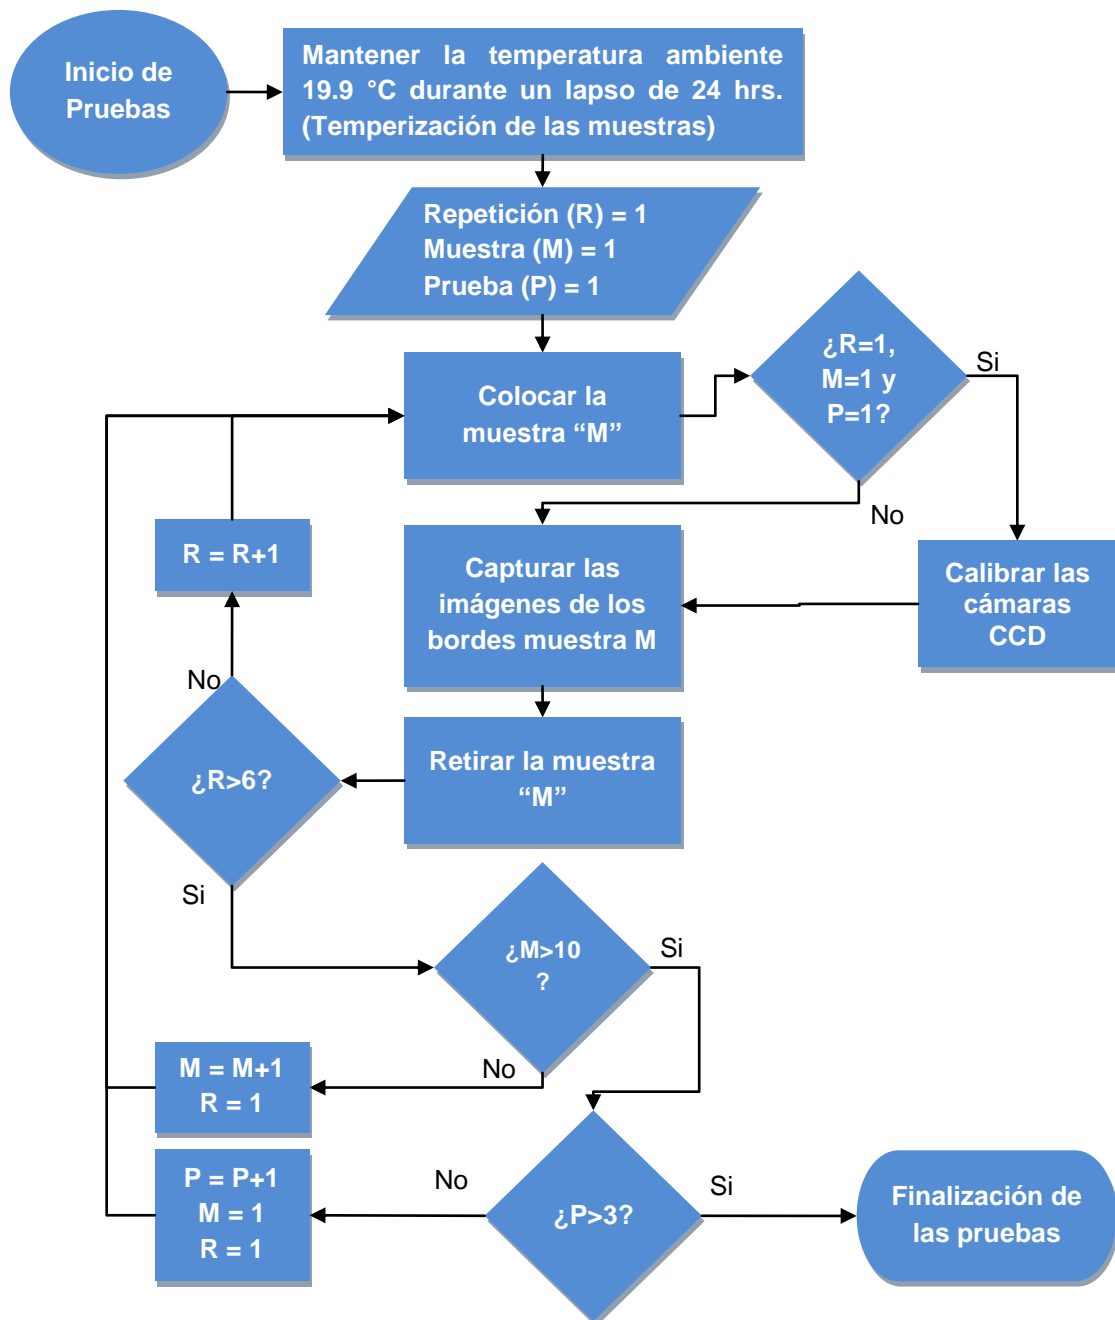 Inicio de
Pruebas
Mantener la temperatura ambiente
19.9 °C durante un lapso de 24 hrs.
(Temperización de las muestras)
Repetición (R) = 1
Muestra (M) = 1
Prueba (P) = 1
Colocar la
muestra “M”
¿R=1,
M=1 y
P=1?
Si
No
Calibrar las
cámaras
CCD
Capturar las
imágenes de los
bordes muestra M
Retirar la muestra
“M”
¿R>6?
No
R = R+1
Si
¿M>10
?
Si
No
M = M+1
R = 1
¿P>3?
No
P = P+1
M = 1
R = 1
Si
Finalización de
las pruebas